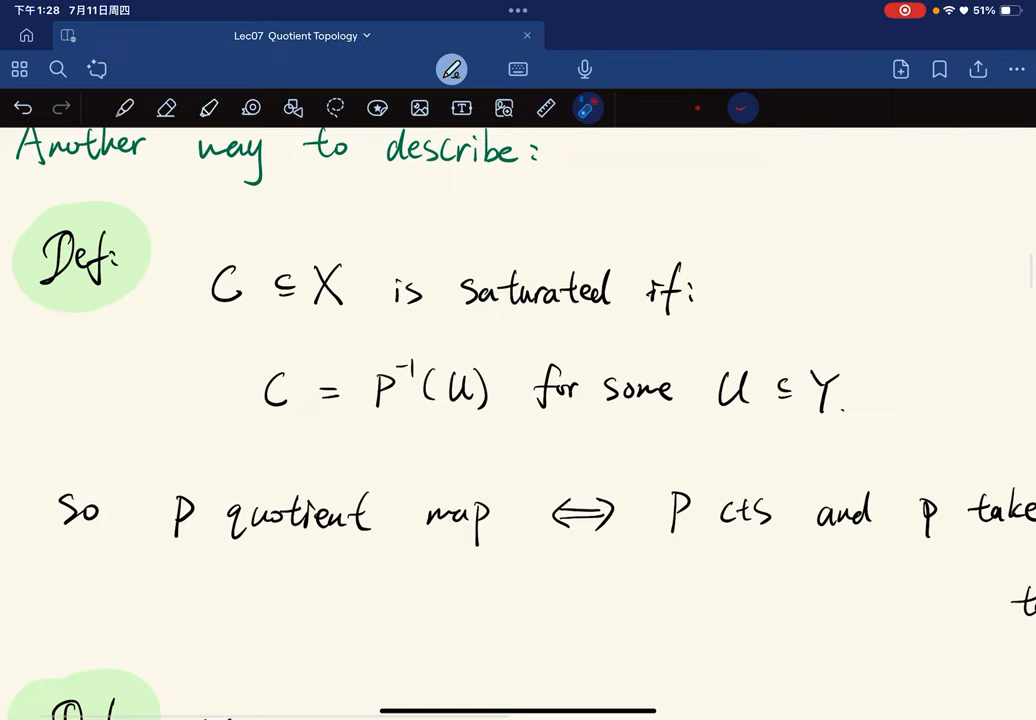 下午1:28 7月11日周四
51%
Lec07 Quotient Topology
Another way to describe:
Def:
C ⊆ X is saturated if:
C = P⁻¹(U) for some U ⊆ Y.
So P quotient map ⟺ P cts and p take